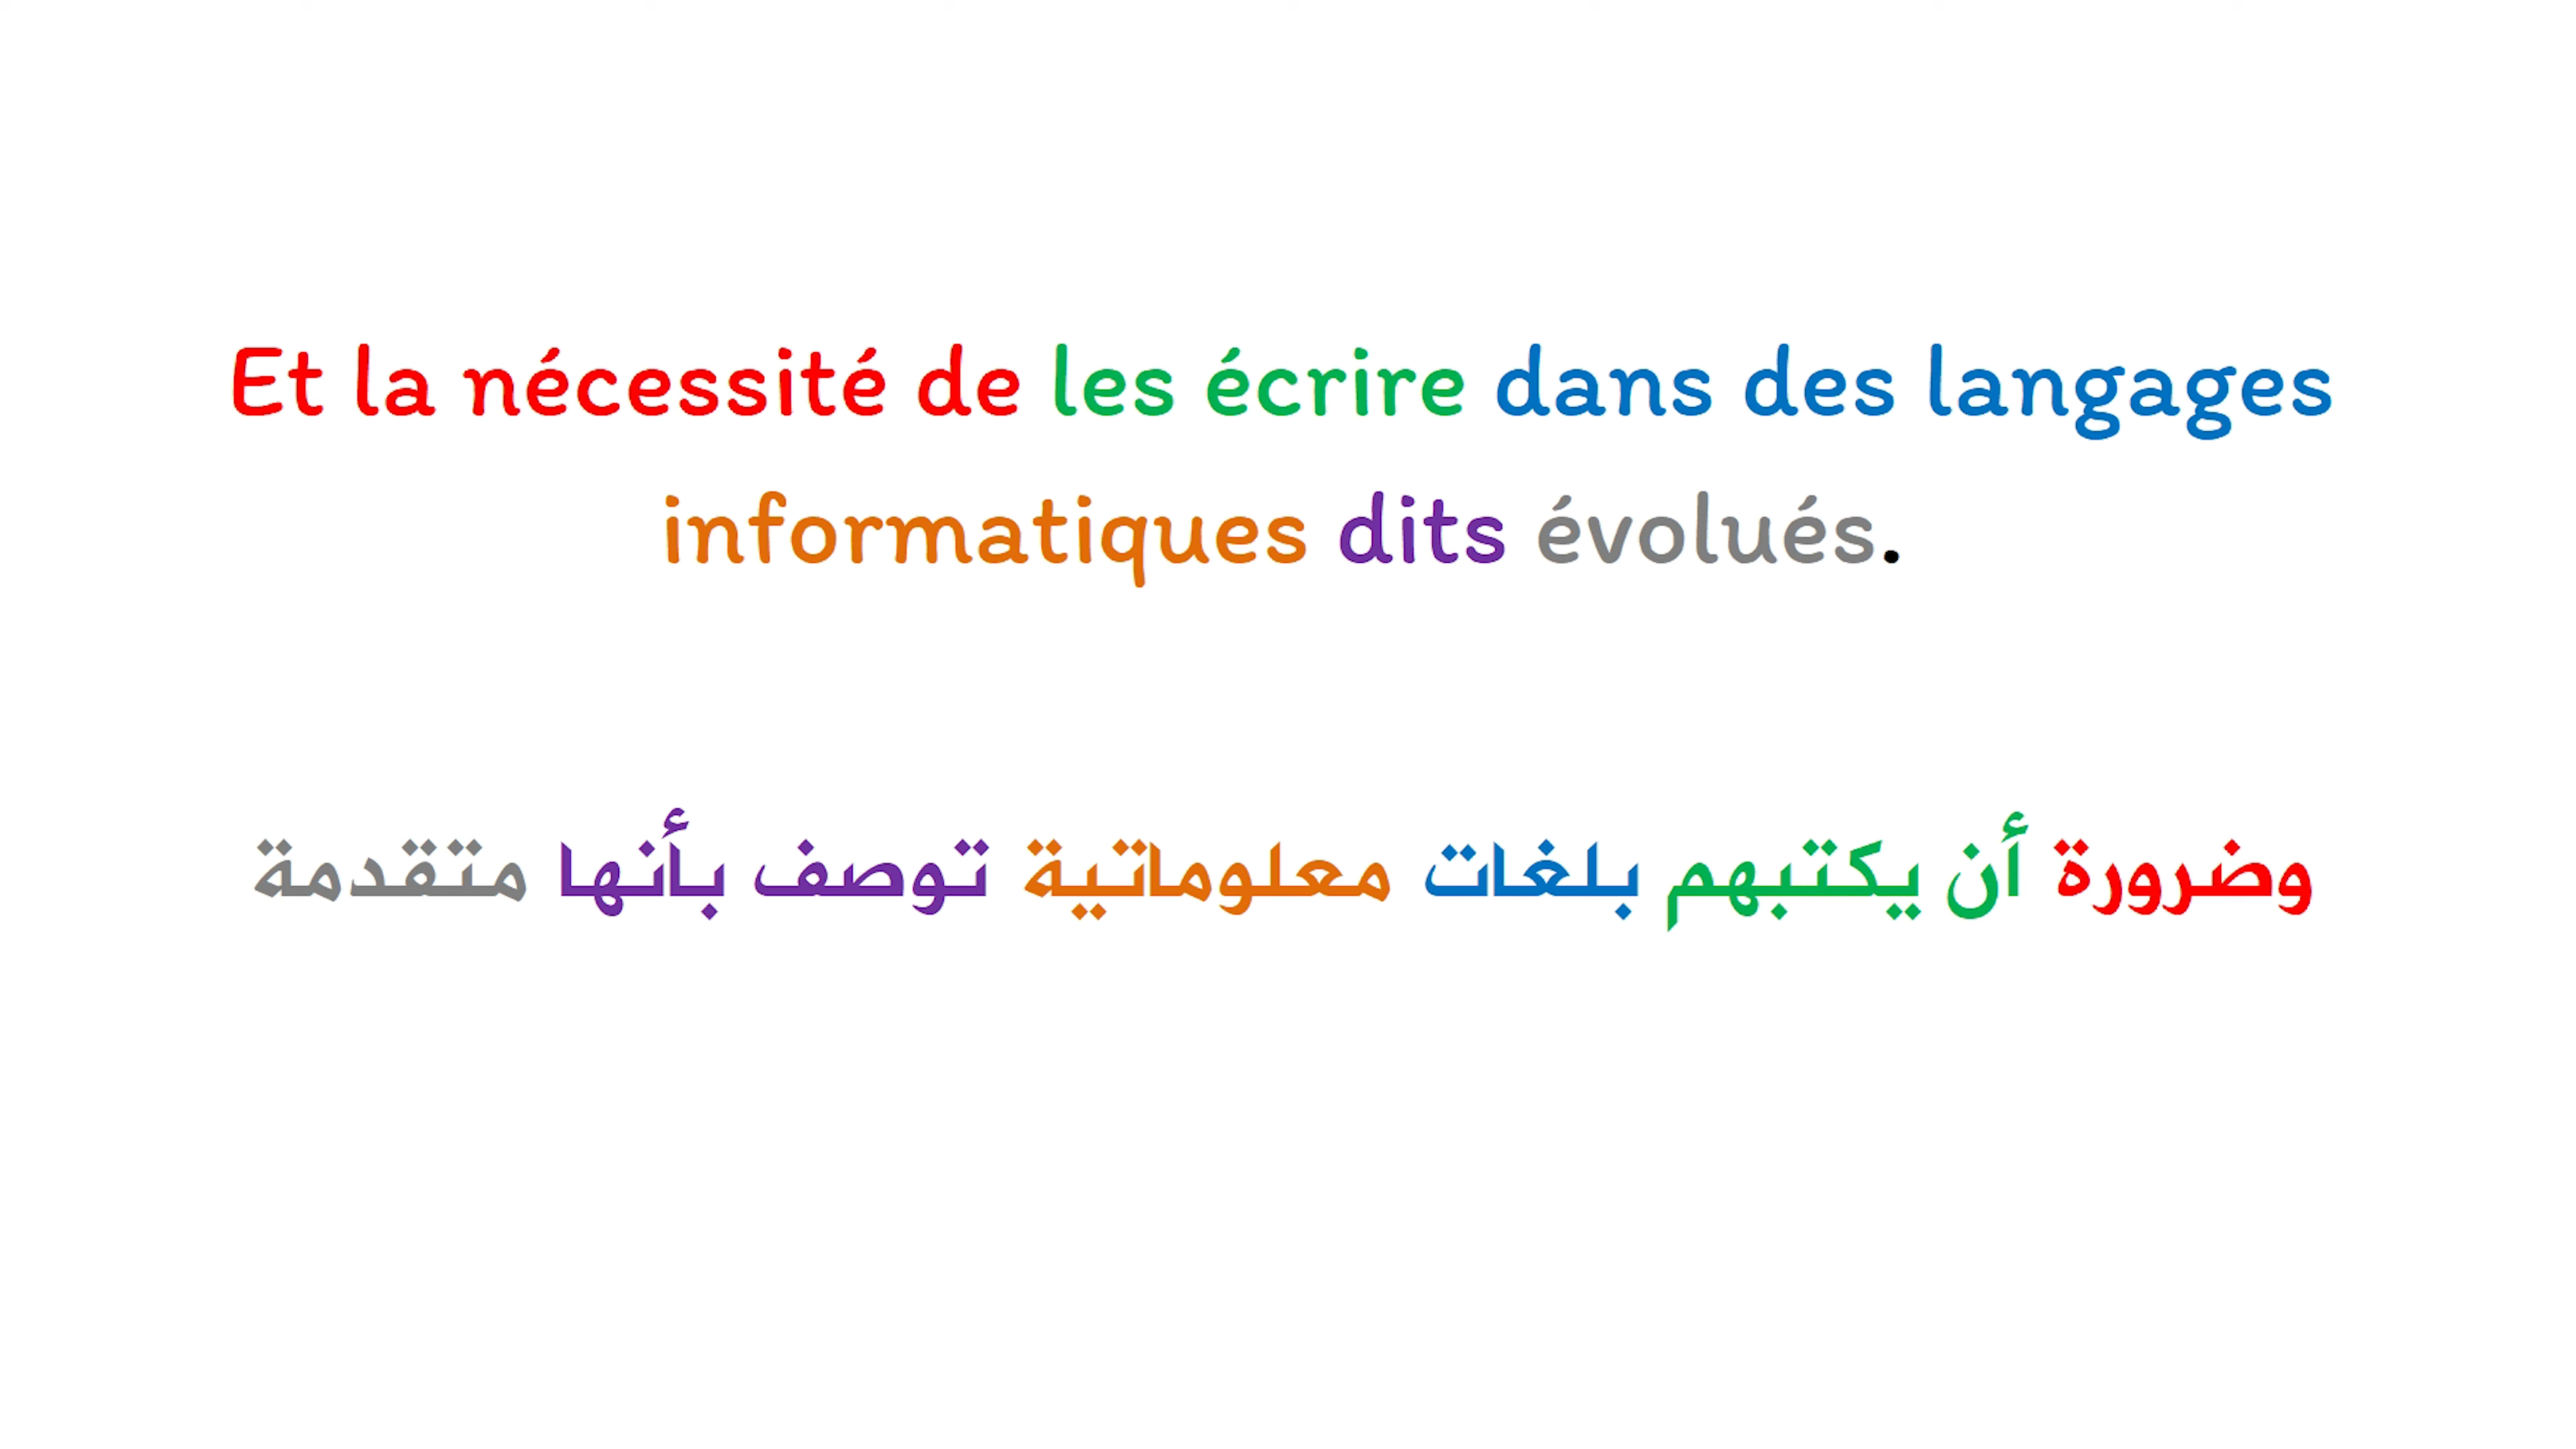 Et la nécessité de les écrire dans des langages
informatiques dits évolués.
وضرورة أن يكتبهم بلغات معلوماتية توصف بأنها متقدمة